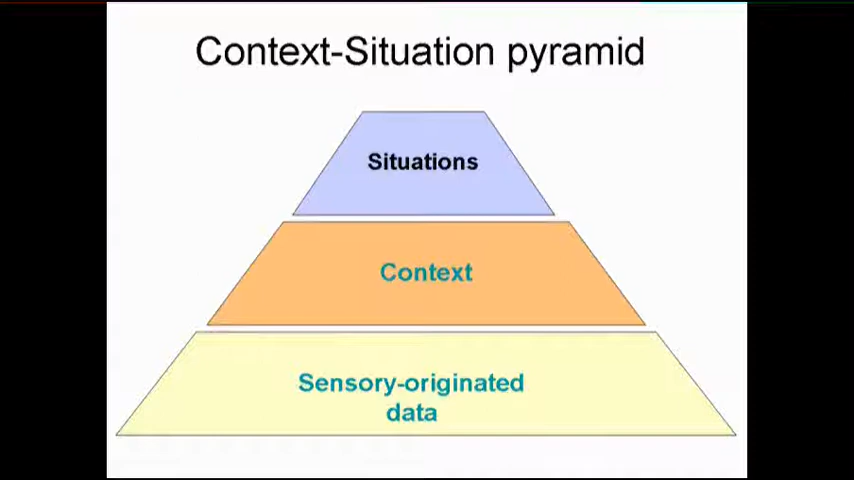 Context-Situation pyramid
Situations
Context
Sensory-originated
data